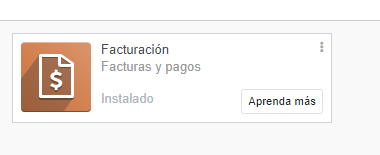 Facturación
Facturas y pagos
Instalado
Aprenda más